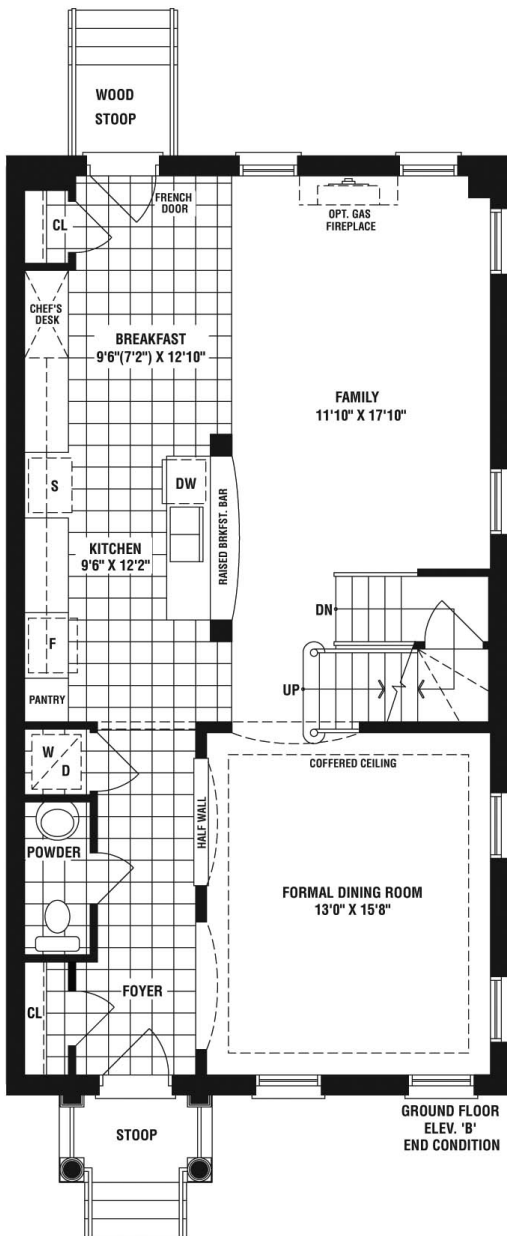 WOOD
STOOP
FRENCH
DOOR
CL
OPT. GAS
FIREPLACE
CHEF'S
DESK
BREAKFAST
9'6"(7'2") X 12'10"
FAMILY
11'10" X 17'10"
S
DW
RAISED BRKFST. BAR
KITCHEN
9'6" X 12'2"
DN
F
UP
PANTRY
W
D
COFFERED CEILING
HALF WALL
POWDER
FORMAL DINING ROOM
13'0" X 15'8"
FOYER
CL
STOOP
GROUND FLOOR
ELEV. 'B'
END CONDITION